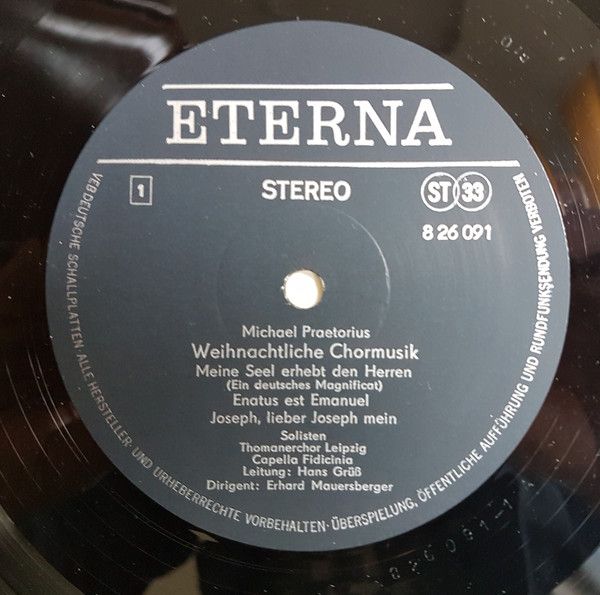 ETERNA
1
STEREO
ST 33
8 26 091
Michael Praetorius
Weihnachtliche Chormusik
Meine Seel erhebt den Herren
(Ein deutsches Magnificat)
Enatus est Emanuel
Joseph, lieber Joseph mein
Solisten
Thomanerchor Leipzig
Capella Fidicinia
Leitung: Hans Grüß
Dirigent: Erhard Mauersberger
VEB DEUTSCHE SCHALLPLATTEN ALLE HERSTELLER- UND URHEBERRECHTE VORBEHALTEN · ÜBERSPIELUNG, ÖFFENTLICHE AUFFÜHRUNG UND RUNDFUNKSENDUNG VERBOTEN